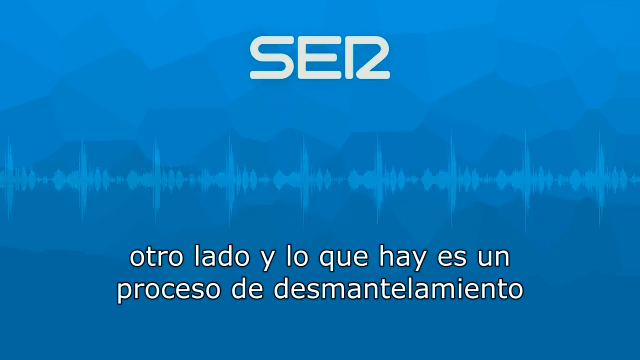 SER
otro lado y lo que hay es un
proceso de desmantelamiento